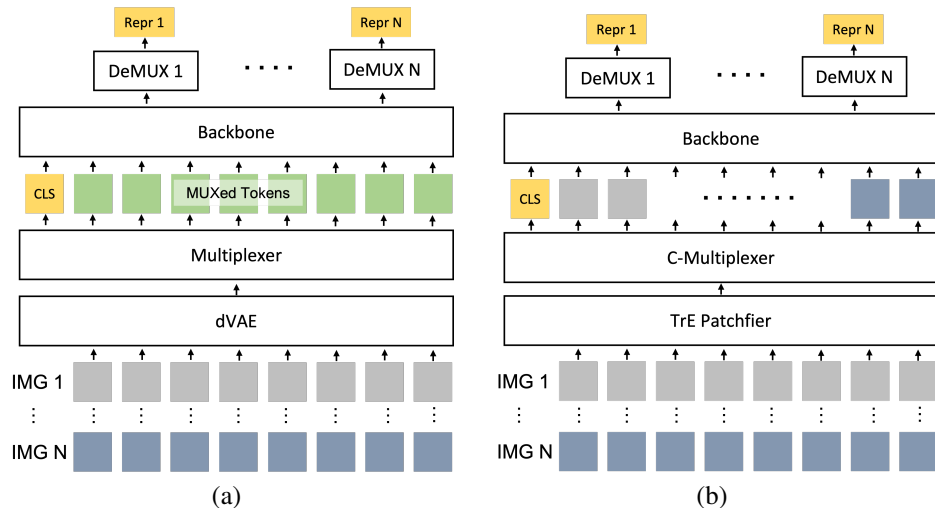 Repr 1 Repr N
DeMUX 1 . . . . DeMUX N
Backbone
CLS MUXed Tokens
Multiplexer
dVAE
IMG 1
IMG N
(a)
Repr 1 Repr N
DeMUX 1 . . . . DeMUX N
Backbone
CLS . . . . . . .
C-Multiplexer
TrE Patchfier
IMG 1
IMG N
(b)